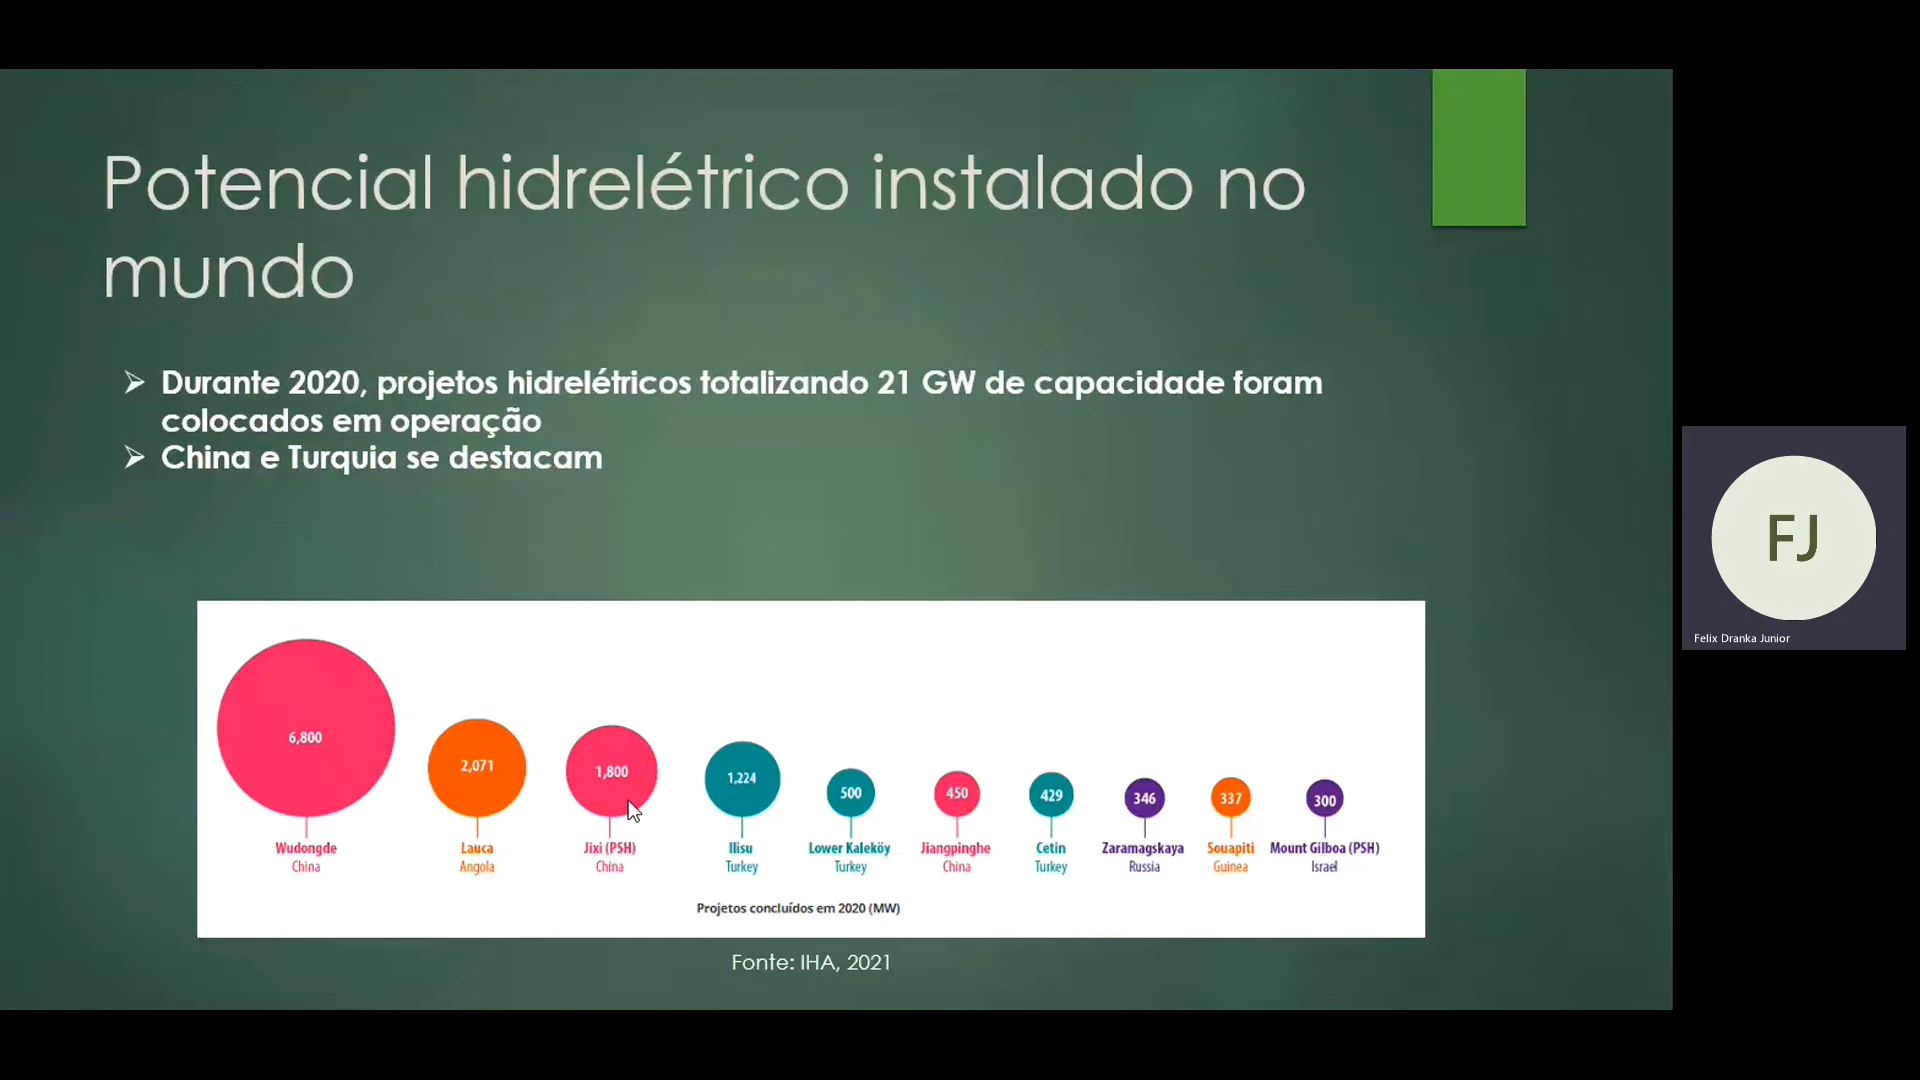 Potencial hidrelétrico instalado no
mundo
Durante 2020, projetos hidrelétricos totalizando 21 GW de capacidade foram
colocados em operação
China e Turquia se destacam
6,800
2,071
1,800
1,224
500
450
429
346
337
300
Wudongde
China
Lauca
Angola
Jixi (PSH)
China
Ilisu
Turkey
Lower Kaleköy
Turkey
Jiangpinghe
China
Cetin
Turkey
Zaramagskaya
Russia
Souapiti
Guinea
Mount Gilboa (PSH)
Israel
Projetos concluídos em 2020 (MW)
Fonte: IHA, 2021
FJ
Felix Dranka Junior